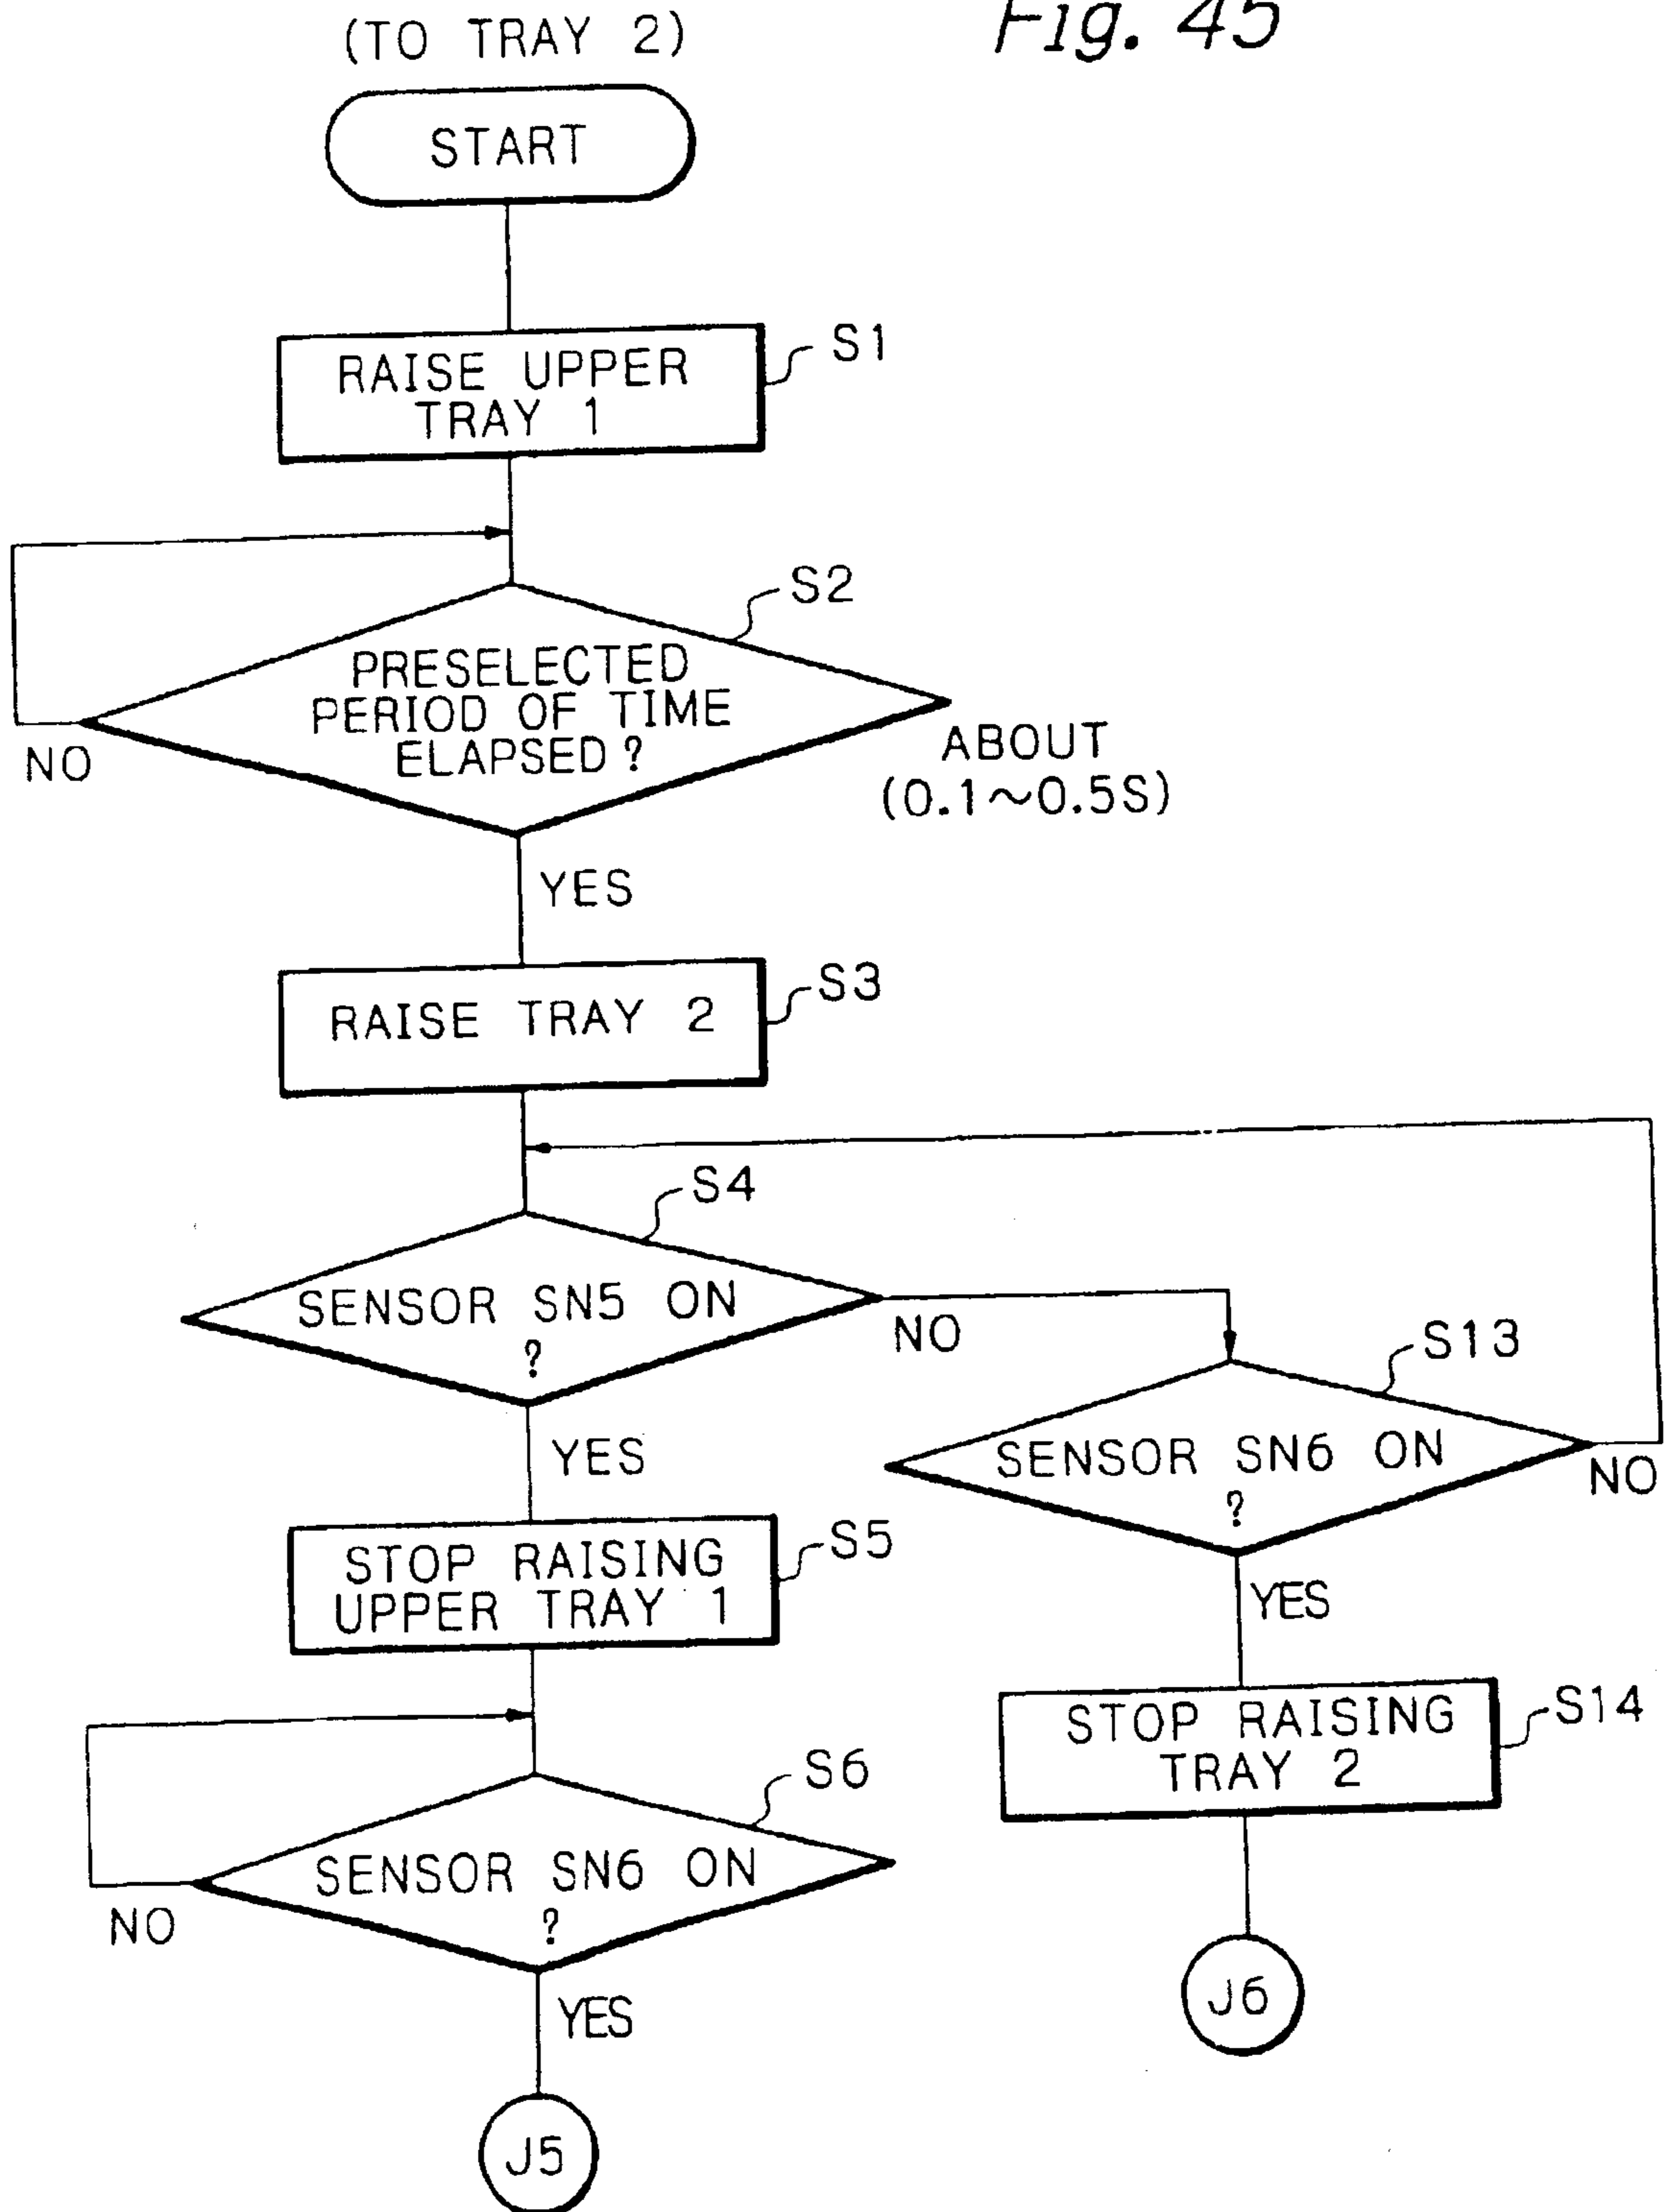 Fig. 45
(TO TRAY 2)
START
RAISE UPPER
TRAY 1
S1
S2
PRESELECTED
PERIOD OF TIME
ELAPSED?
NO
ABOUT
(0.1~0.5S)
YES
RAISE TRAY 2
S3
S4
SENSOR SN5 ON
?
NO
S13
YES
SENSOR SN6 ON
?
NO
STOP RAISING
UPPER TRAY 1
S5
YES
STOP RAISING
TRAY 2
S14
S6
SENSOR SN6 ON
?
NO
J6
YES
J5